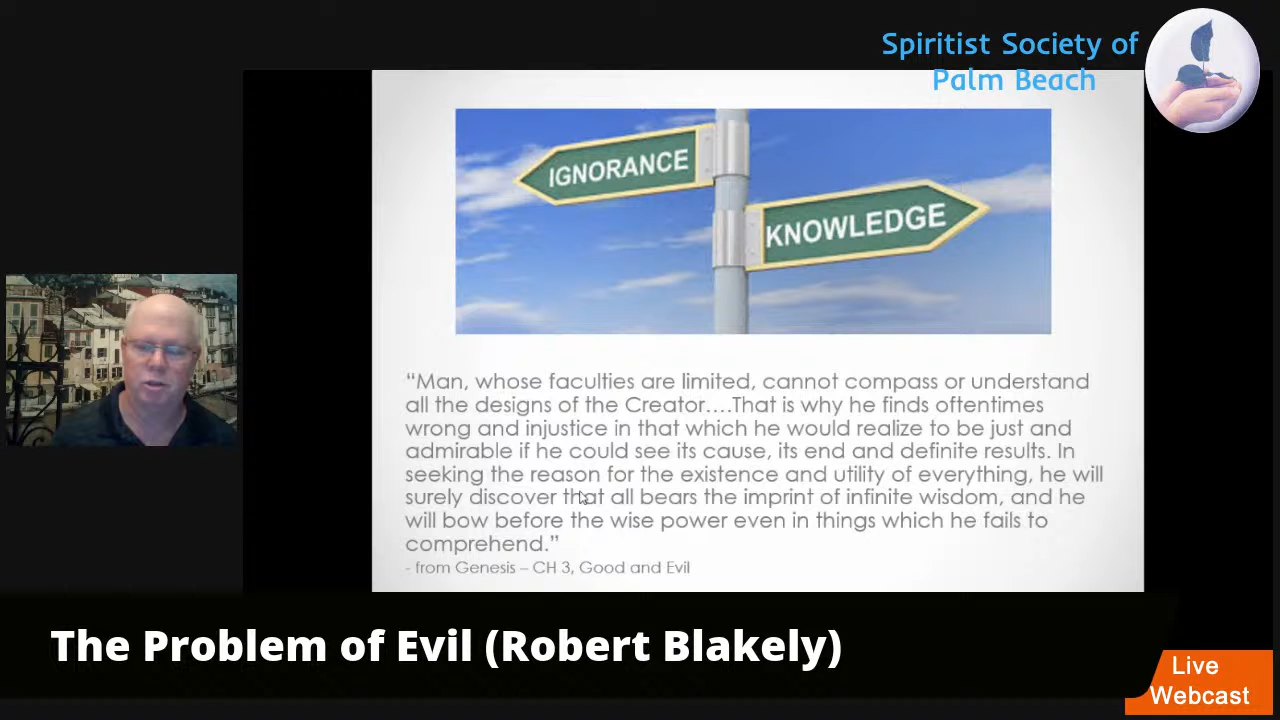 Spiritist Society of
Palm Beach
IGNORANCE
KNOWLEDGE
“Man, whose faculties are limited, cannot compass or understand
all the designs of the Creator....That is why he finds oftentimes
wrong and injustice in that which he would realize to be just and
admirable if he could see its cause, its end and definite results. In
seeking the reason for the existence and utility of everything, he will
surely discover that all bears the imprint of infinite wisdom, and he
will bow before the wise power even in things which he fails to
comprehend.”
- from Genesis – CH 3, Good and Evil
The Problem of Evil (Robert Blakely)
Live
Webcast